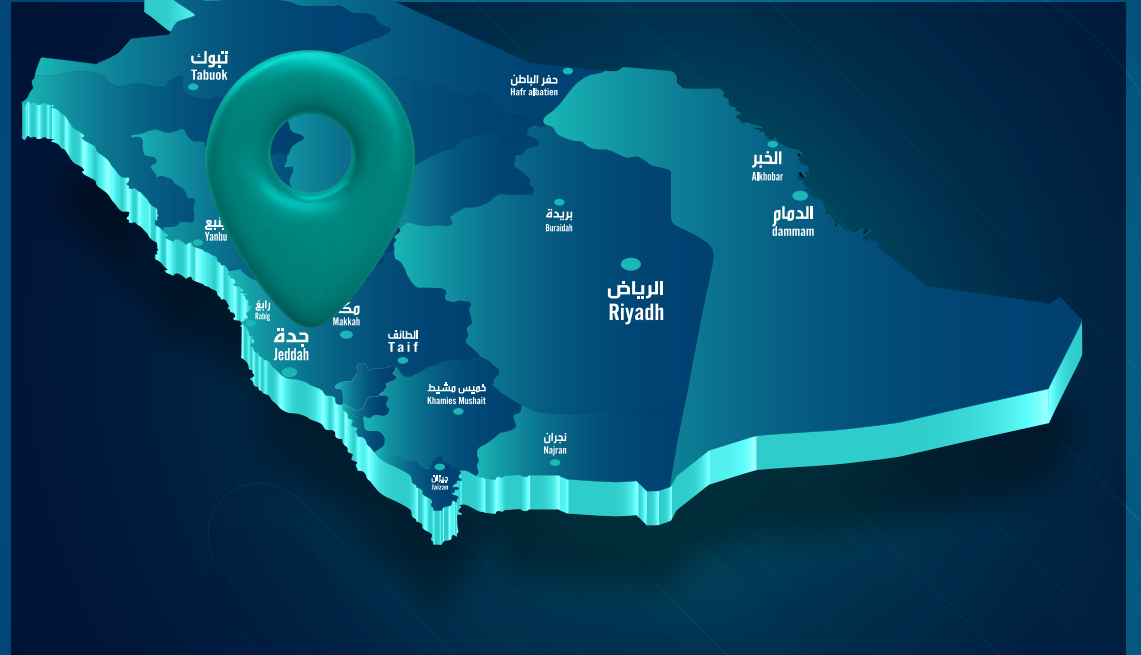 تبوك
Tabuok
حفر الباطن
Hafr albatien
الخبر
Alkhobar
الدمام
dammam
بريدة
Buraidah
ينبع
Yanbu
الرياض
Riyadh
رابغ
Rabig
Makkah
جدة
Jeddah
الطائف
Taif
خميس مشيط
Khamies Mushait
نجران
Najran
جيزان
Jaizan